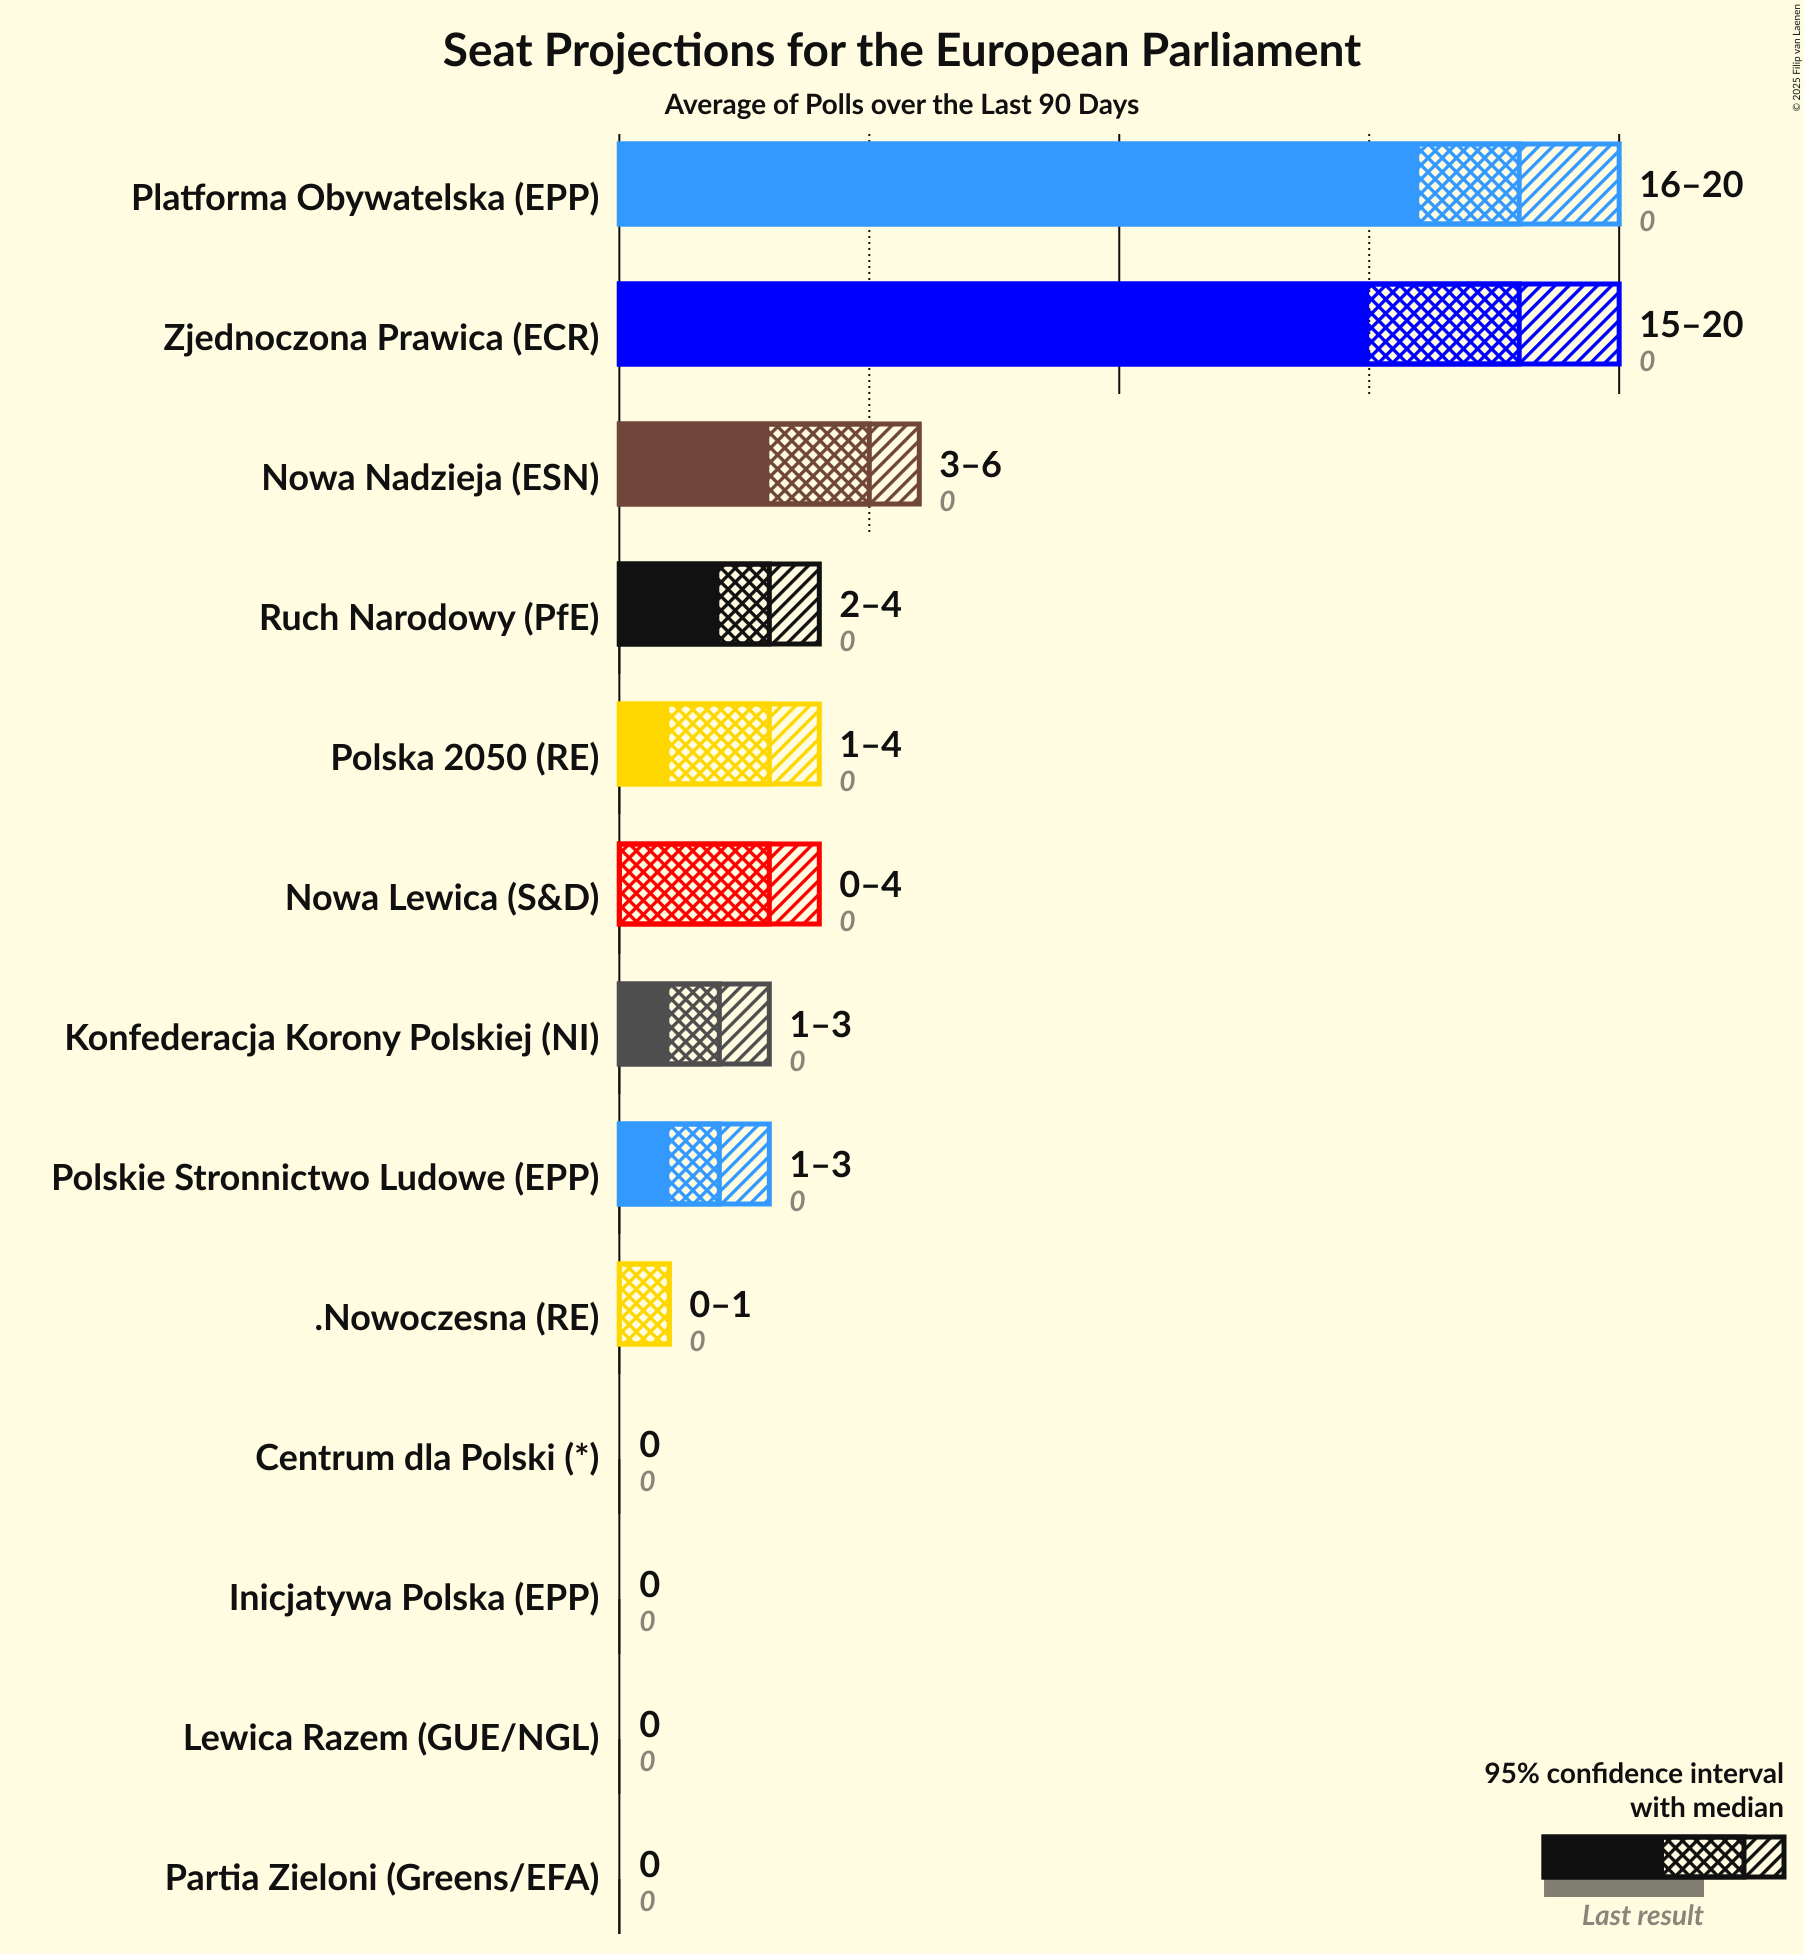 Seat Projections for the European Parliament
Average of Polls over the Last 90 Days
© 2025 Filip van Laenen
Platforma Obywatelska (EPP)
16–20
0
Zjednoczona Prawica (ECR)
15–20
0
Nowa Nadzieja (ESN)
3–6
0
Ruch Narodowy (PfE)
2–4
0
Polska 2050 (RE)
1–4
0
Nowa Lewica (S&D)
0–4
0
Konfederacja Korony Polskiej (NI)
1–3
0
Polskie Stronnictwo Ludowe (EPP)
1–3
0
.Nowoczesna (RE)
0–1
0
Centrum dla Polski (*)
0
0
Inicjatywa Polska (EPP)
0
0
Lewica Razem (GUE/NGL)
0
0
Partia Zieloni (Greens/EFA)
0
0
95% confidence interval
with median
Last result